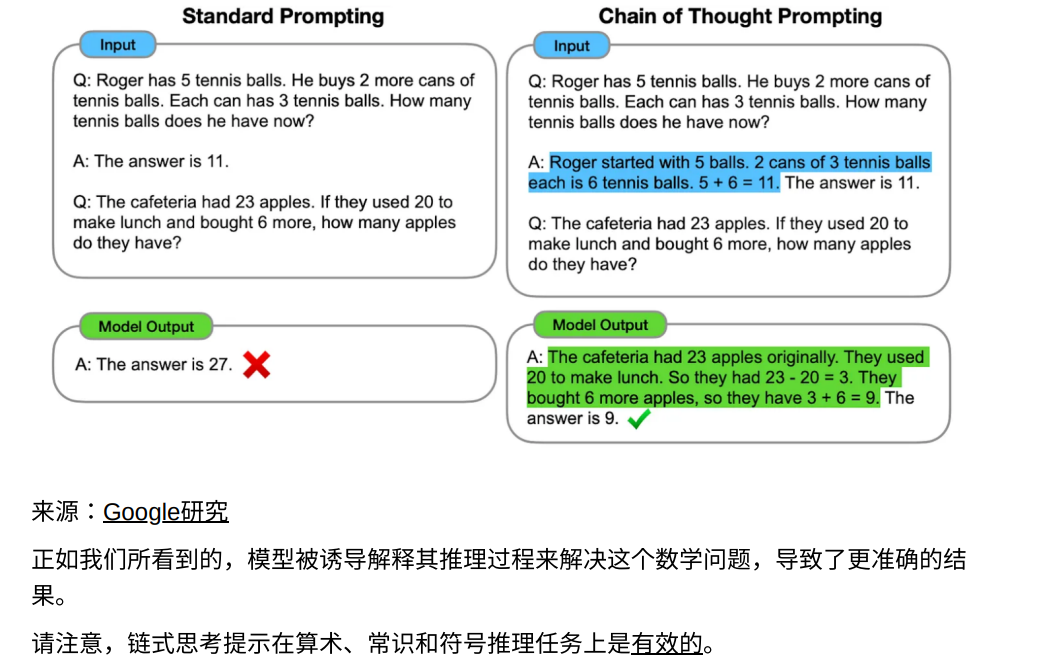 Standard Prompting
Input
Q: Roger has 5 tennis balls. He buys 2 more cans of
tennis balls. Each can has 3 tennis balls. How many
tennis balls does he have now?
A: The answer is 11.
Q: The cafeteria had 23 apples. If they used 20 to
make lunch and bought 6 more, how many apples
do they have?
Model Output
A: The answer is 27.
Chain of Thought Prompting
Input
Q: Roger has 5 tennis balls. He buys 2 more cans of
tennis balls. Each can has 3 tennis balls. How many
tennis balls does he have now?
A: Roger started with 5 balls. 2 cans of 3 tennis balls
each is 6 tennis balls. 5 + 6 = 11. The answer is 11.
Q: The cafeteria had 23 apples. If they used 20 to
make lunch and bought 6 more, how many apples
do they have?
Model Output
A: The cafeteria had 23 apples originally. They used
20 to make lunch. So they had 23 - 20 = 3. They
bought 6 more apples, so they have 3 + 6 = 9. The
answer is 9.
来源：Google研究
正如我们所看到的，模型被诱导解释其推理过程来解决这个数学问题，导致了更准确的结
果。
请注意，链式思考提示在算术、常识和符号推理任务上是有效的。